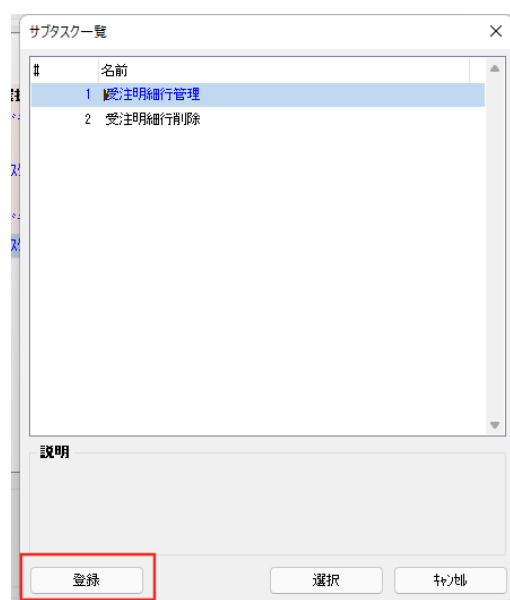 サブタスク一覧
# 名前
1 受注明細行管理
2 受注明細行削除
説明
登録 選択 ｷｬﾝｾﾙ